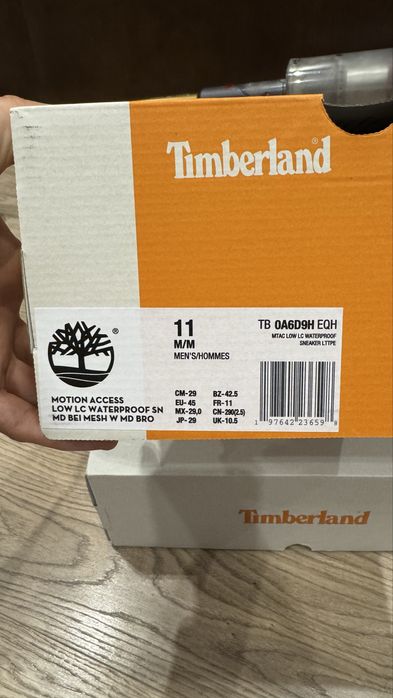 Timberland®
®
11
M/M
MEN'S/HOMMES
TB 0A6D9H EQH
MTAC LOW LC WATERPROOF
SNEAKER LTTPE
MOTION ACCESS
LOW LC WATERPROOF SN
MD BEI MESH W MD BRO
CM-29 BZ-42.5
EU- 45 FR-11
MX-29,0 CN-290(2.5)
JP- 29 UK-10.5
1 97642 23659 8
Timberland